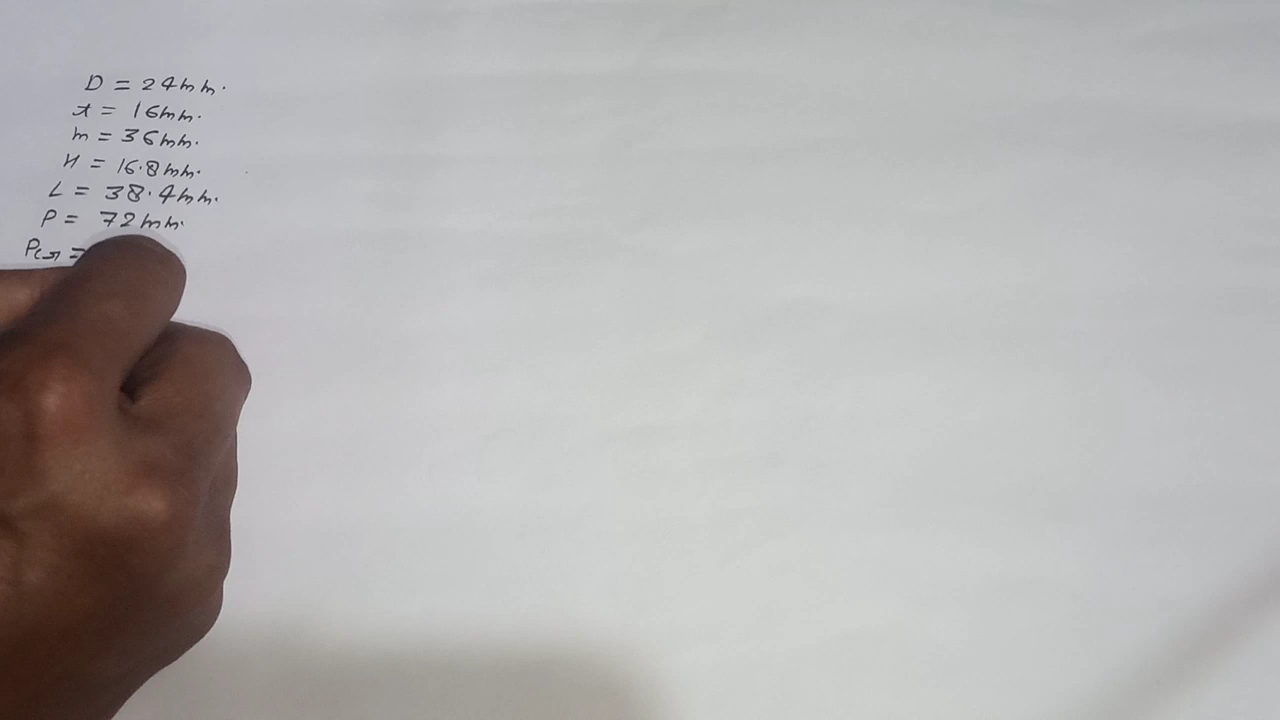 D = 24mm.
t = 16mm.
m = 36mm.
H = 16.8mm.
L = 38.4mm.
P = 72mm.
P =